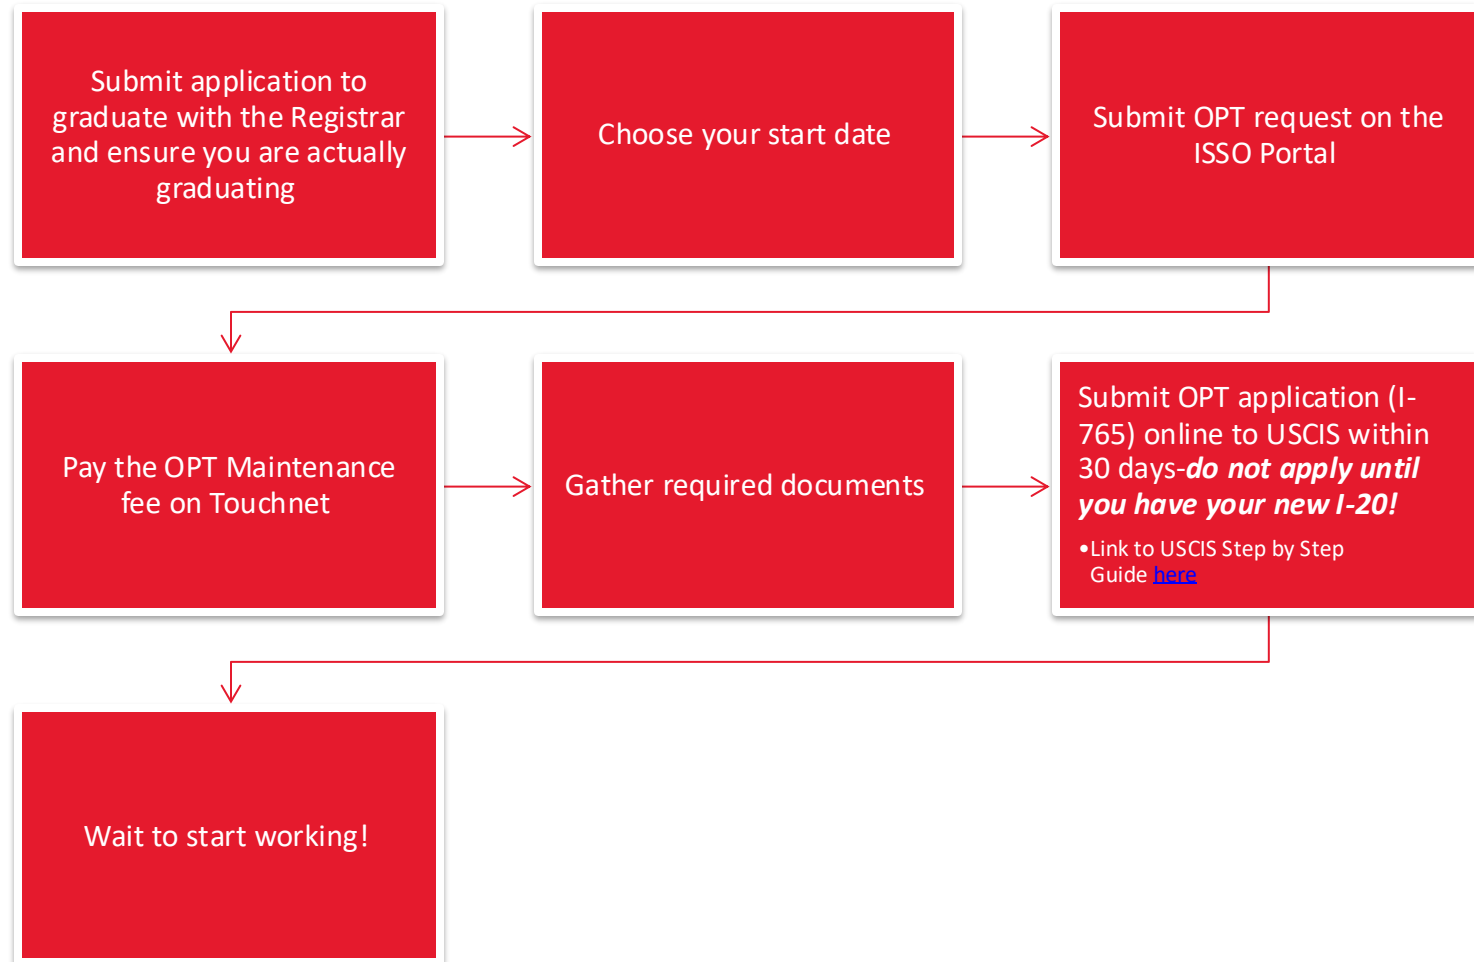 Submit application to
graduate with the Registrar
and ensure you are actually
graduating
Choose your start date
Submit OPT request on the
ISSO Portal
Pay the OPT Maintenance
fee on Touchnet
Gather required documents
Submit OPT application (I-
765) online to USCIS within
30 days-do not apply until
you have your new I-20!
•Link to USCIS Step by Step
Guide here
Wait to start working!